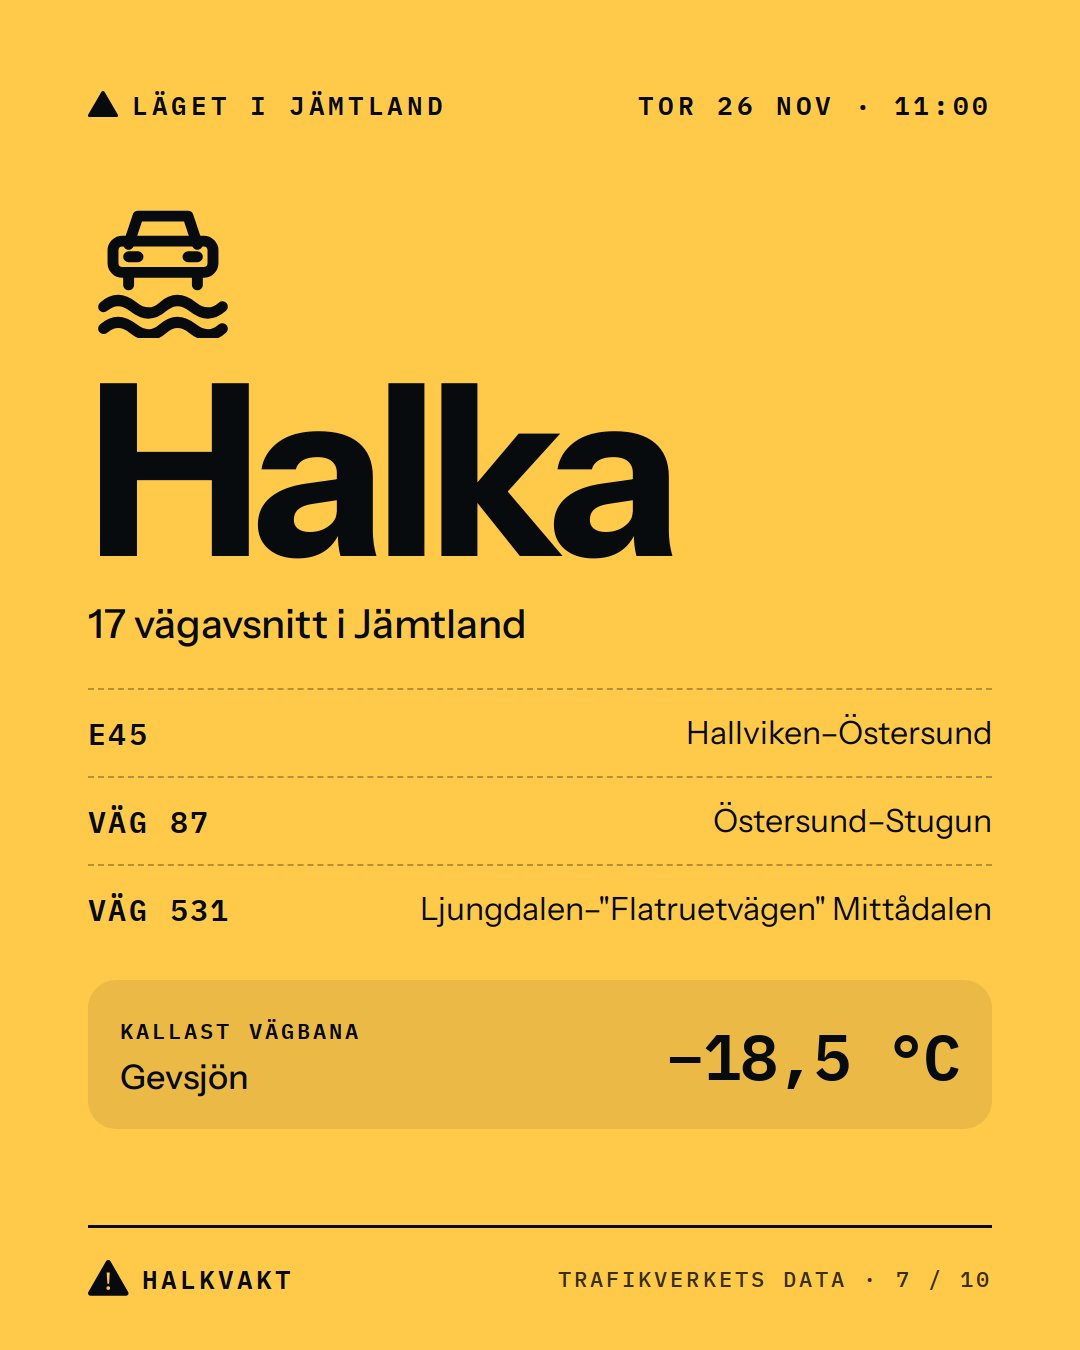 LÄGET I JÄMTLAND
TOR 26 NOV · 11:00
Halka
17 vägavsnitt i Jämtland
E45 Hallviken–Östersund
VÄG 87 Östersund–Stugun
VÄG 531 Ljungdalen–"Flatruetvägen" Mittådalen
KALLAST VÄGBANA
Gevsjön
−18,5 °C
HALKVAKT
TRAFIKVERKETS DATA · 7 / 10